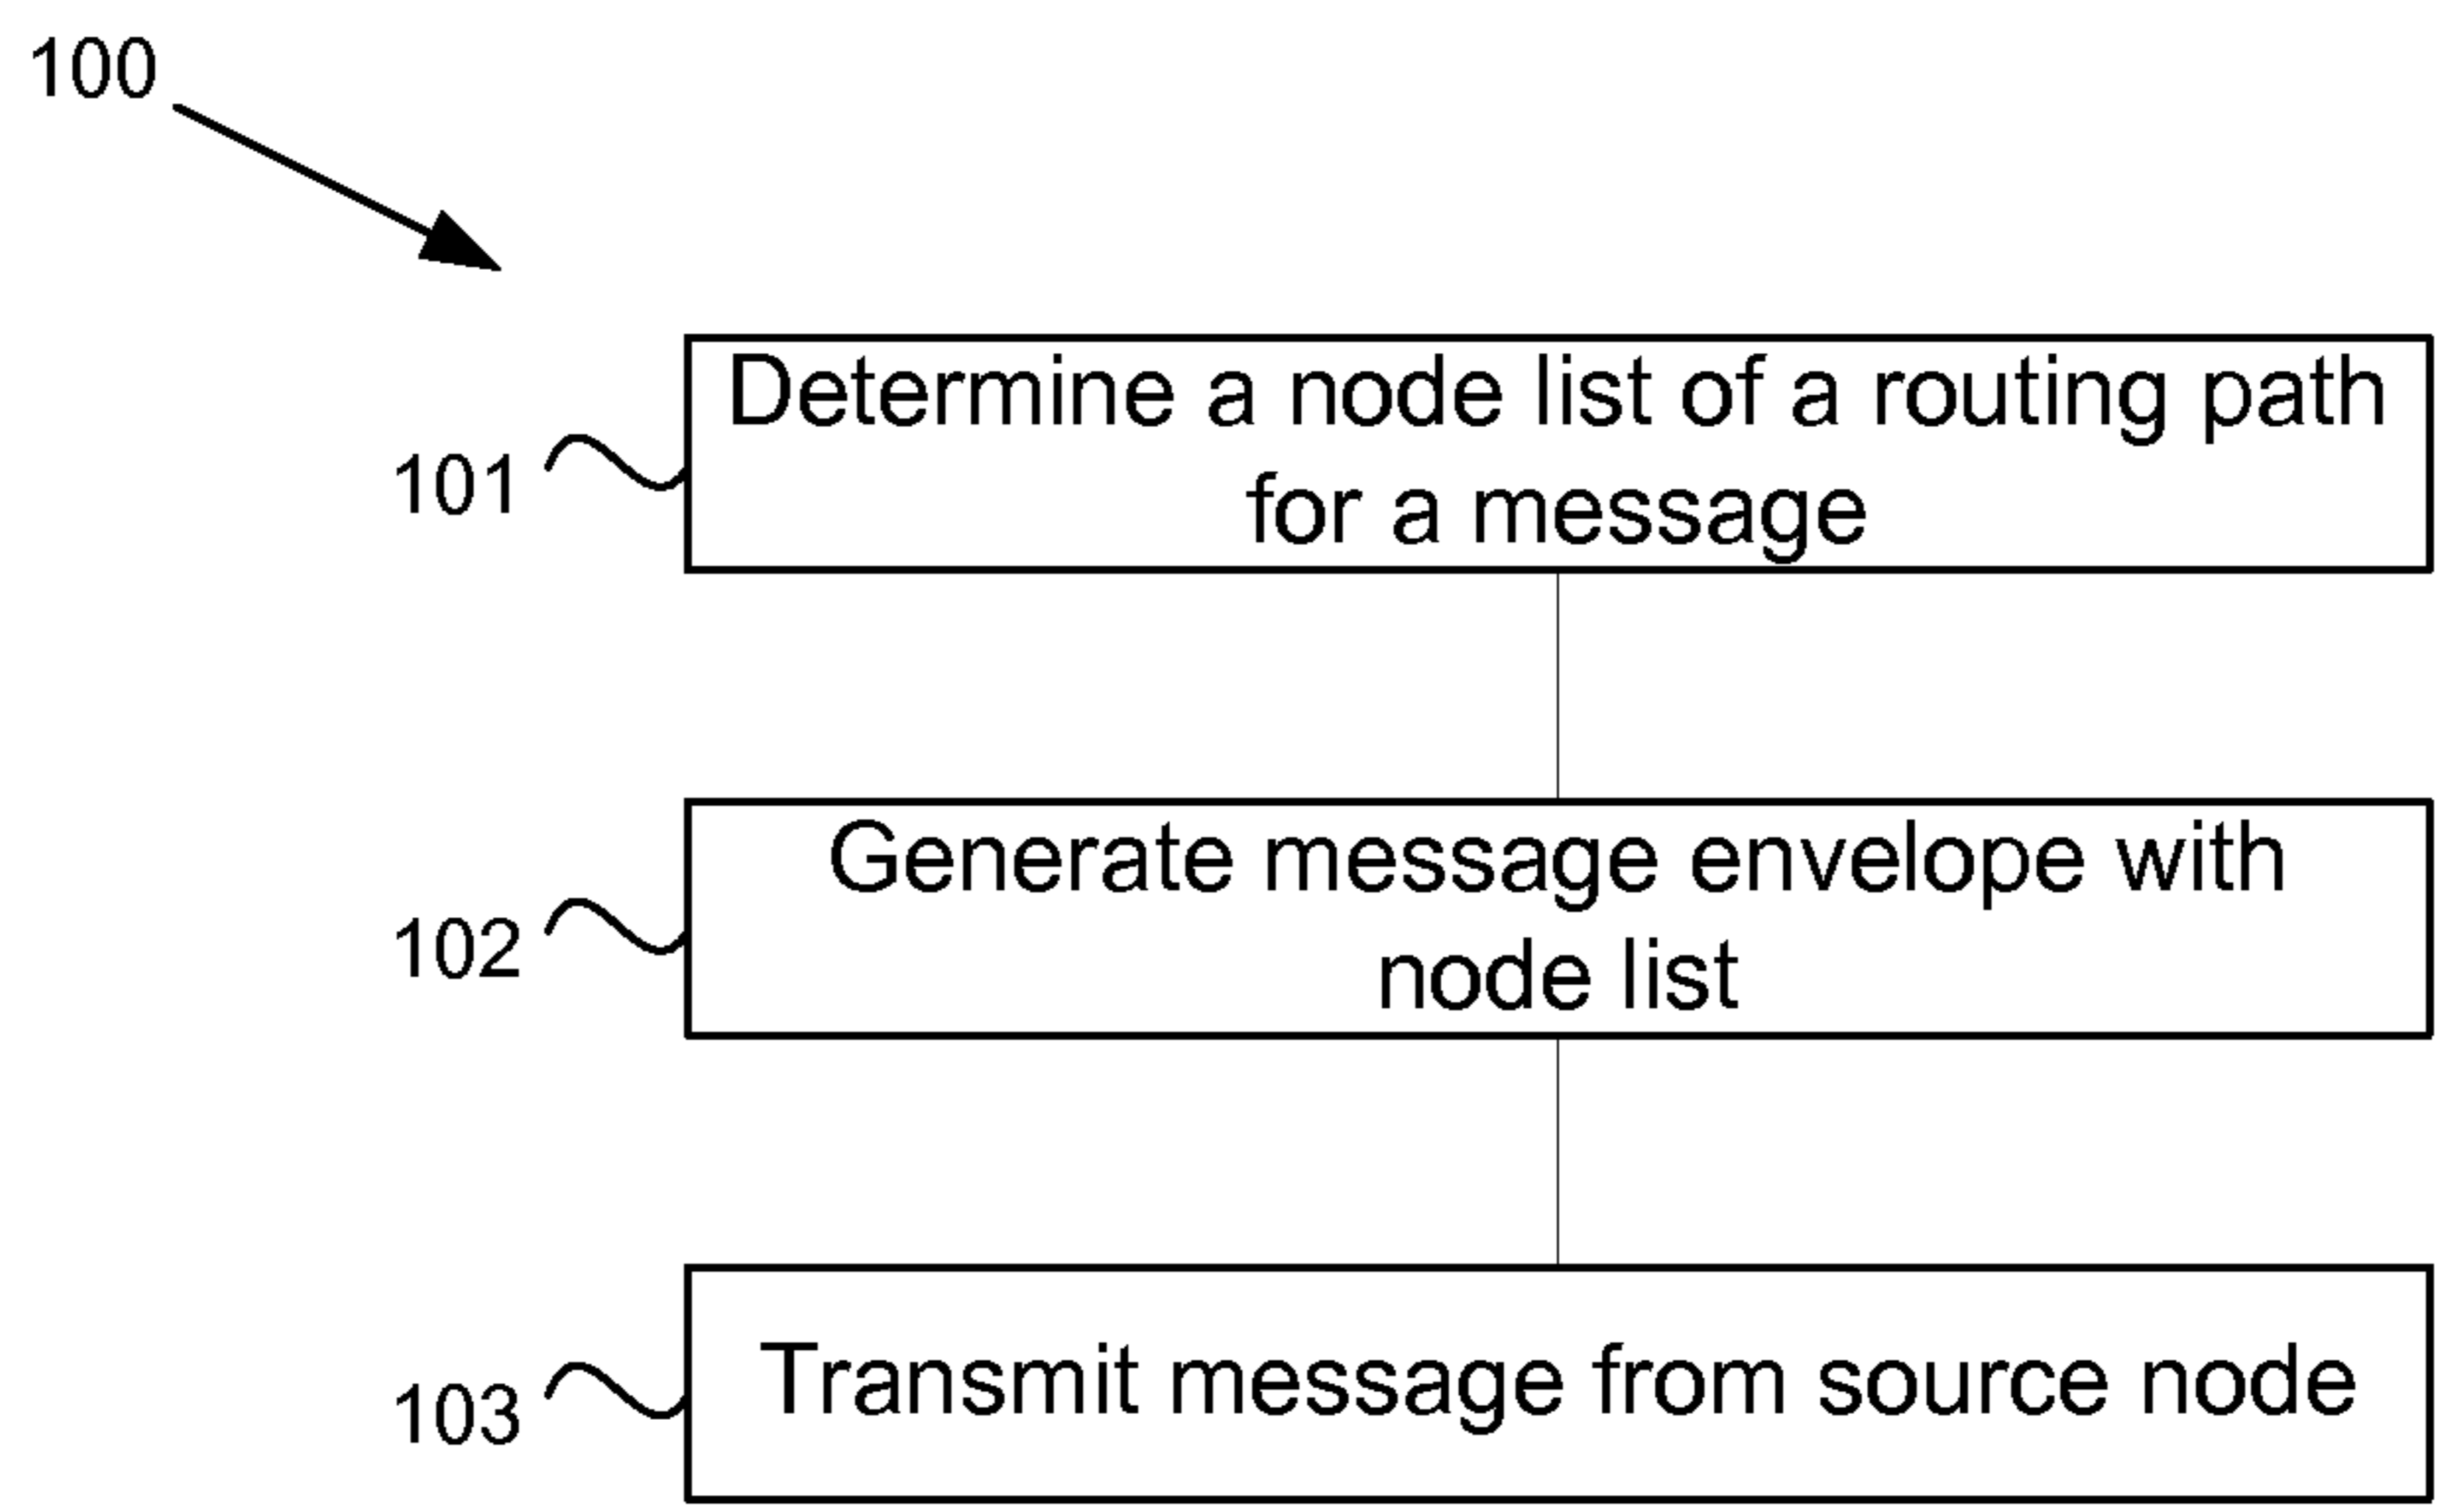 100
Determine a node list of a routing path
for a message
101
Generate message envelope with
node list
102
Transmit message from source node
103